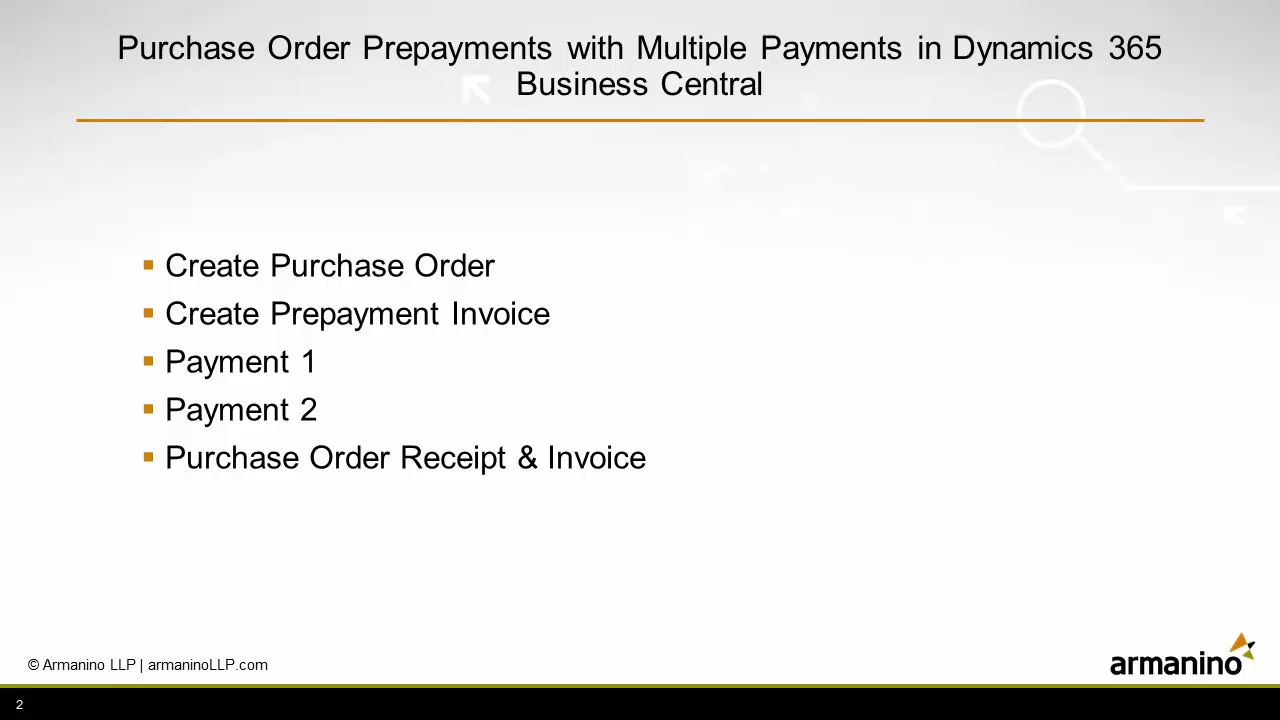 Purchase Order Prepayments with Multiple Payments in Dynamics 365
Business Central
Create Purchase Order
Create Prepayment Invoice
Payment 1
Payment 2
Purchase Order Receipt & Invoice
© Armanino LLP | armaninoLLP.com
armanino
2